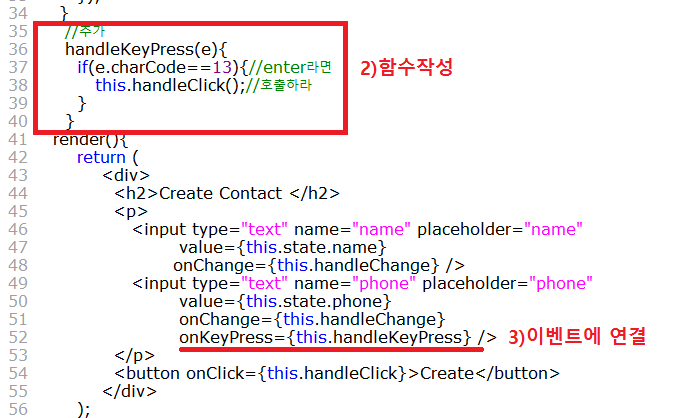 34 }
35 //추가
36 handleKeyPress(e){
37 if(e.charCode==13){//enter라면
38 this.handleClick();//호출하라
39 }
40 }
2)함수작성
41 render(){
42 return (
43 <div>
44 <h2>Create Contact </h2>
45 <p>
46 <input type="text" name="name" placeholder="name"
47 value={this.state.name}
48 onChange={this.handleChange} />
49 <input type="text" name="phone" placeholder="phone"
50 value={this.state.phone}
51 onChange={this.handleChange}
52 onKeyPress={this.handleKeyPress} /> 3)이벤트에 연결
53 </p>
54 <button onClick={this.handleClick}>Create</button>
55 </div>
56 );